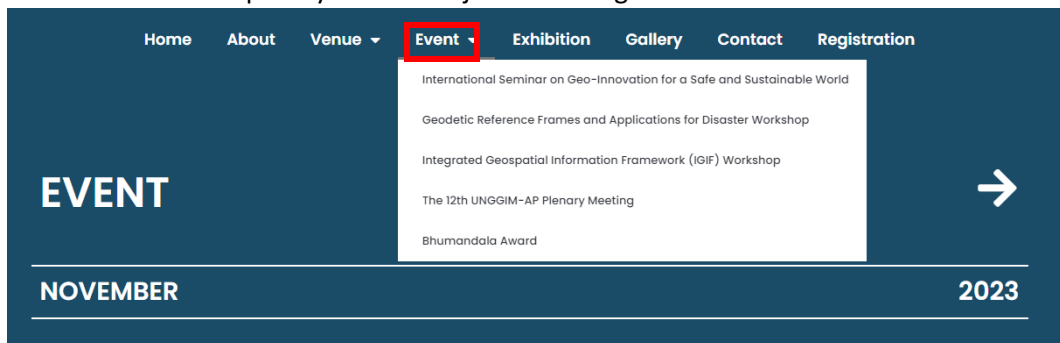 Home About Venue Event Exhibition Gallery Contact Registration
International Seminar on Geo-Innovation for a Safe and Sustainable World
Geodetic Reference Frames and Applications for Disaster Workshop
Integrated Geospatial Information Framework (IGIF) Workshop
EVENT
The 12th UNGGIM-AP Plenary Meeting
Bhumandala Award
NOVEMBER 2023